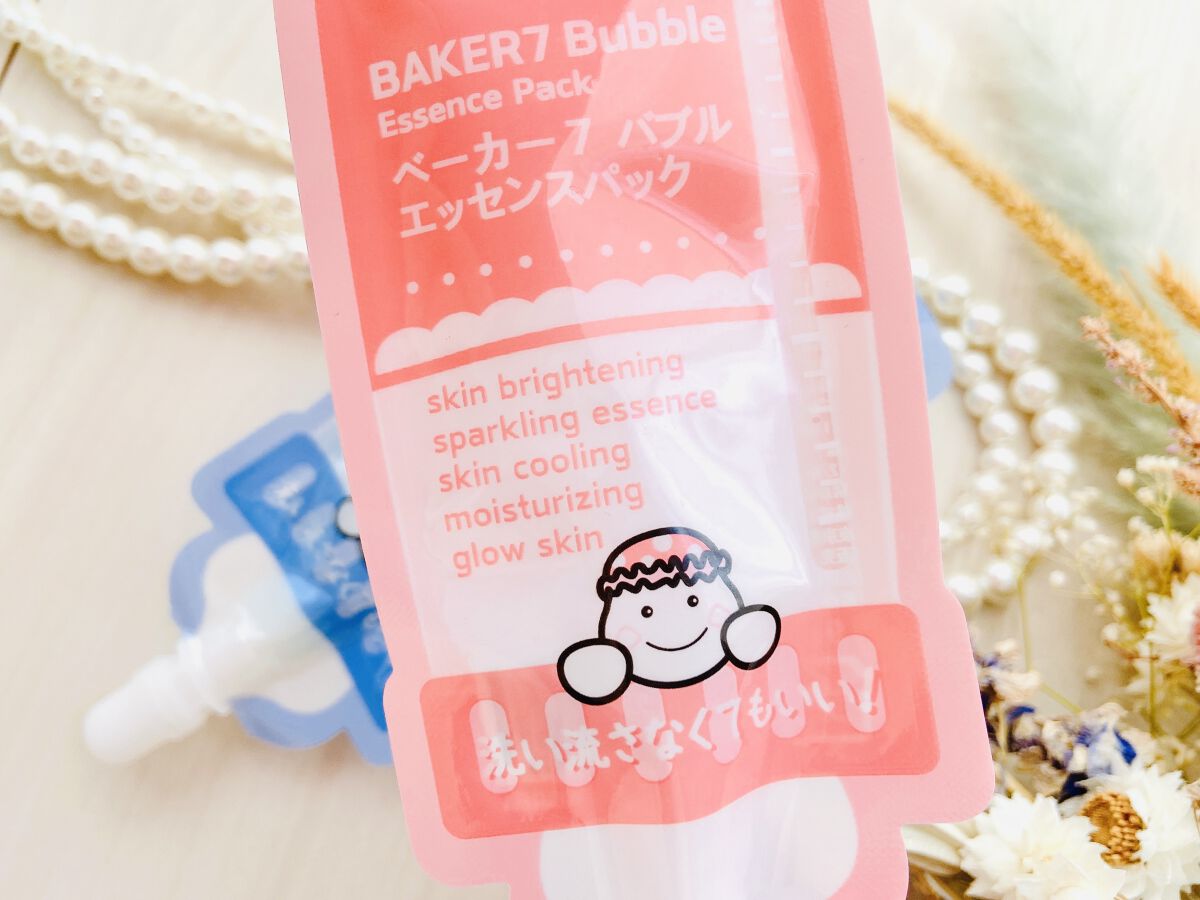 BAKER7 Bubble
Essence Pack
ベーカー7 バブル
エッセンスパック
skin brightening
sparkling essence
skin cooling
moisturizing
glow skin
洗い流さなくてもいい!